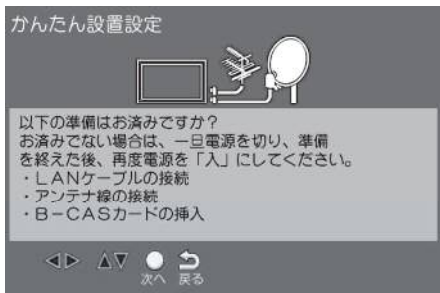 かんたん設置設定
以下の準備はお済みですか?
お済みでない場合は、一旦電源を切り、準備
を終えた後、再度電源を「入」にしてください。
・LANケーブルの接続
・アンテナ線の接続
・B-CASカードの挿入
次へ 戻る